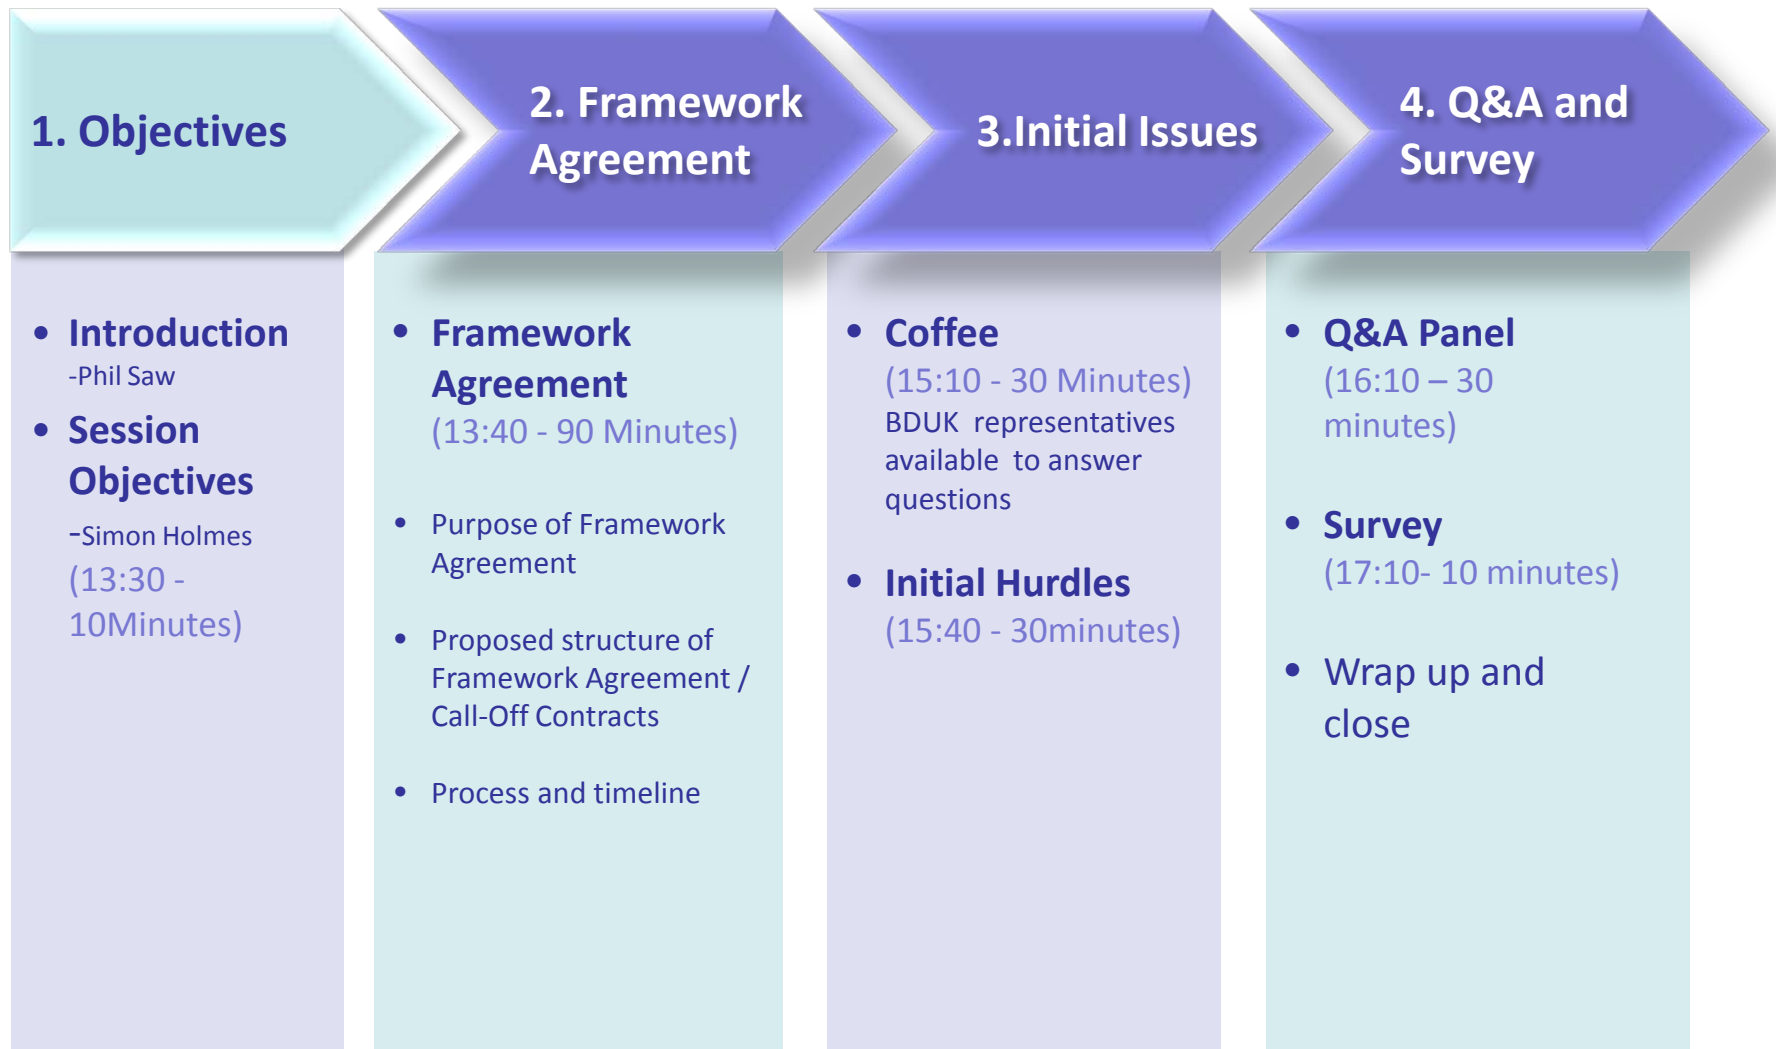 1. Objectives
2. Framework
Agreement
3.Initial Issues
4. Q&A and
Survey
• Introduction
-Phil Saw
• Session
Objectives
-Simon Holmes
(13:30 -
10Minutes)
• Framework
Agreement
(13:40 - 90 Minutes)
• Purpose of Framework
Agreement
• Proposed structure of
Framework Agreement /
Call-Off Contracts
• Process and timeline
• Coffee
(15:10 - 30 Minutes)
BDUK  representatives
available  to answer
questions
• Initial Hurdles
(15:40 - 30minutes)
• Q&A Panel
(16:10 – 30
minutes)
• Survey
(17:10- 10 minutes)
• Wrap up and
close